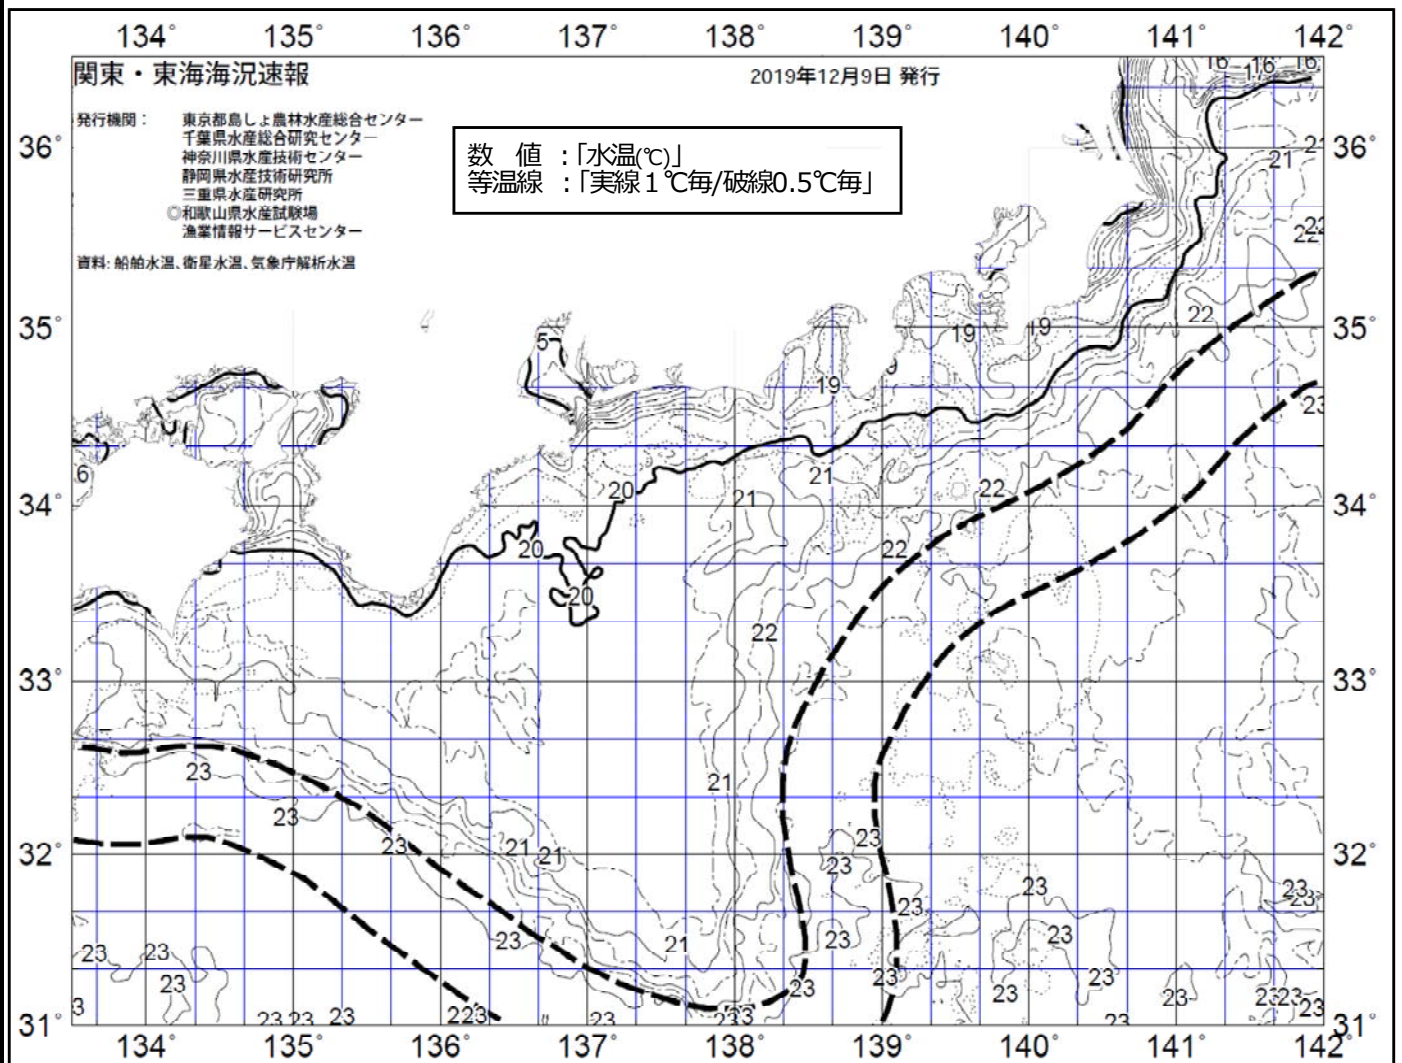 134° 135° 136° 137° 138° 139° 140° 141° 142°
関東・東海海況速報
2019年12月9日 発行
発行機関： 東京都島しょ農林水産総合センター
千葉県水産総合研究センター
神奈川県水産技術センター
静岡県水産技術研究所
三重県水産研究所
◎和歌山県水産試験場
漁業情報サービスセンター
資料: 船舶水温、衛星水温、気象庁解析水温
数 値 ：「水温(℃)」
等温線 ：「実線１℃毎/破線0.5℃毎」
16 16 16
36° 36°
21 21
22 22
22
35° 35°
19 19
5
19 9
23
6
21
20 21 22
34° 34°
20 22
20
22
33° 33°
23 21
23
23 21 21 23
32° 32°
23
23 23
23
23 23 21 23 23
23 23
23 23 23 23
23 23 23 23 23
31° 31°
134° 135° 136° 137° 138° 139° 140° 141° 142°